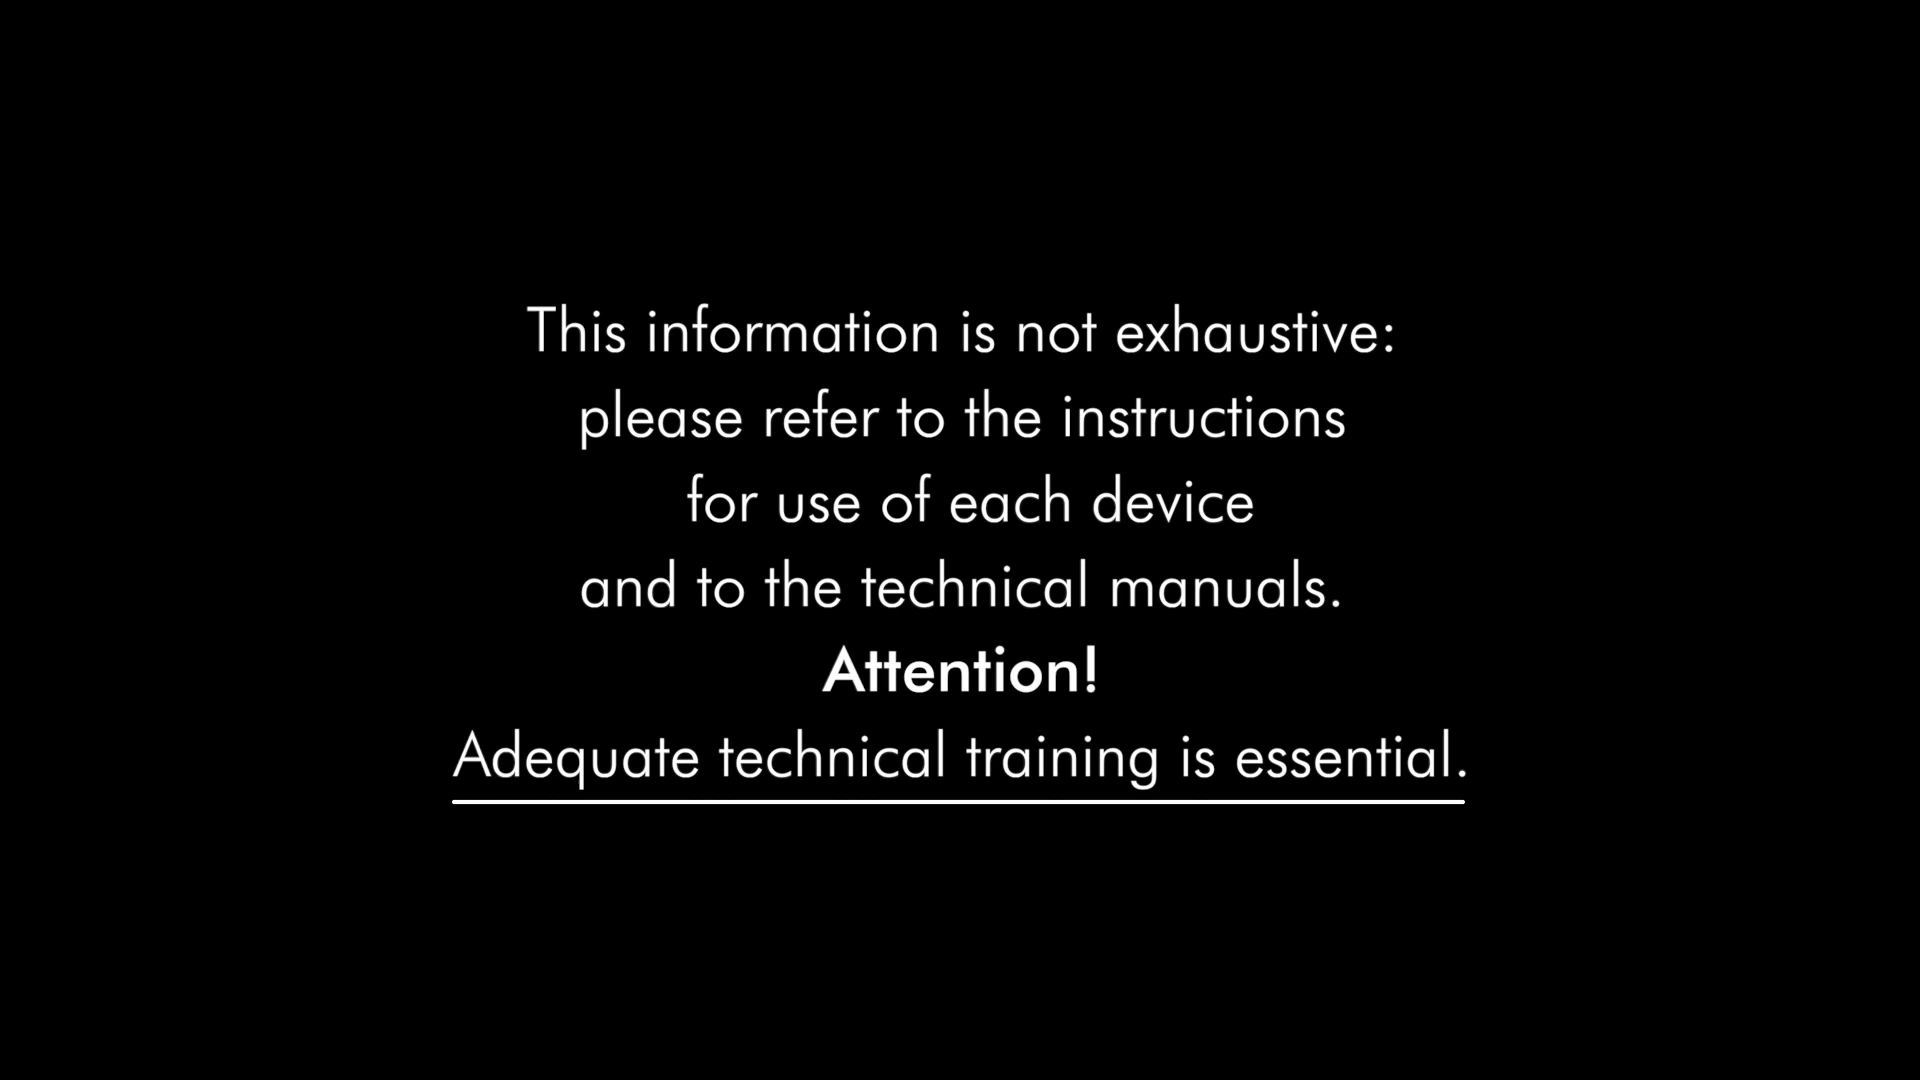 This information is not exhaustive:
please refer to the instructions
for use of each device
and to the technical manuals.
Attention!
Adequate technical training is essential.